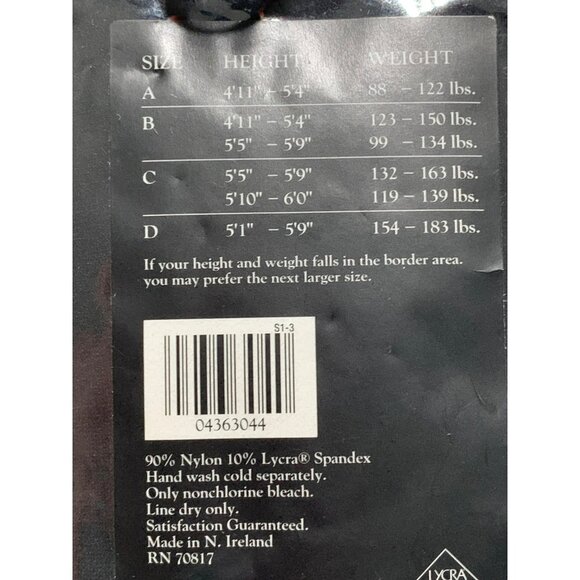 SIZE HEIGHT WEIGHT
A 4'11" – 5'4" 88 – 122 lbs.
B 4'11" – 5'4" 123 – 150 lbs.
5'5" – 5'9" 99 – 134 lbs.
C 5'5" – 5'9" 132 – 163 lbs.
5'10" – 6'0" 119 – 139 lbs.
D 5'1" – 5'9" 154 – 183 lbs.
If your height and weight falls in the border area.
you may prefer the next larger size.
S1-3
04363044
90% Nylon 10% Lycra® Spandex
Hand wash cold separately.
Only nonchlorine bleach.
Line dry only.
Satisfaction Guaranteed.
Made in N. Ireland
RN 70817
LYCRA